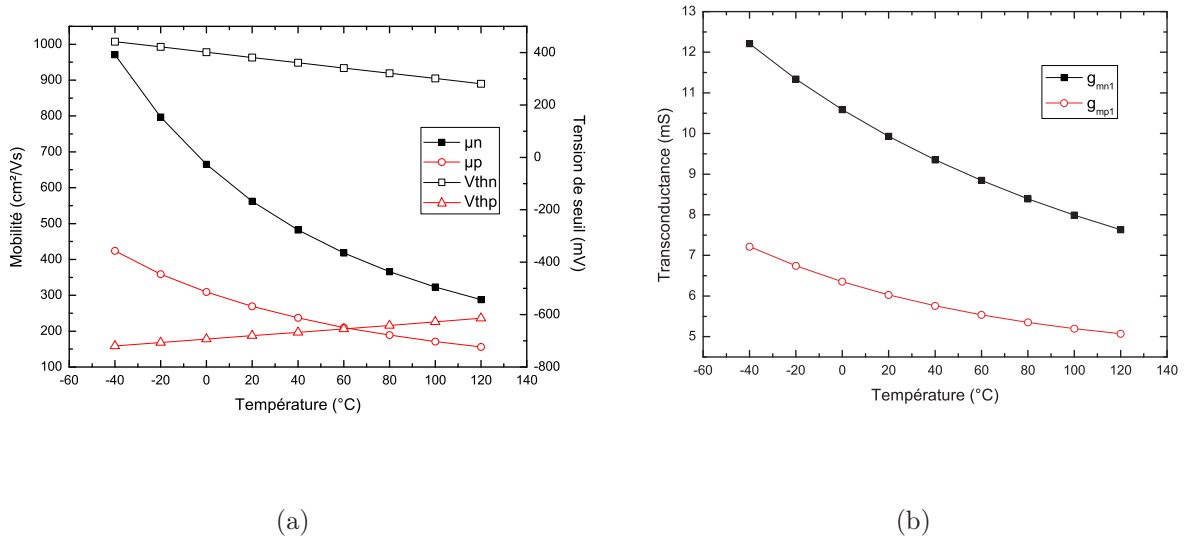 1000
900
800
700
600
500
400
300
200
100
Mobilité (cm²/Vs)
400
200
0
-200
-400
-600
-800
Tension de seuil (mV)
µn
µp
Vthn
Vthp
-60 -40 -20 0 20 40 60 80 100 120 140
Température (°C)
(a)
13
12
11
10
9
8
7
6
5
Transconductance (mS)
gmn1
gmp1
-60 -40 -20 0 20 40 60 80 100 120 140
Température (°C)
(b)